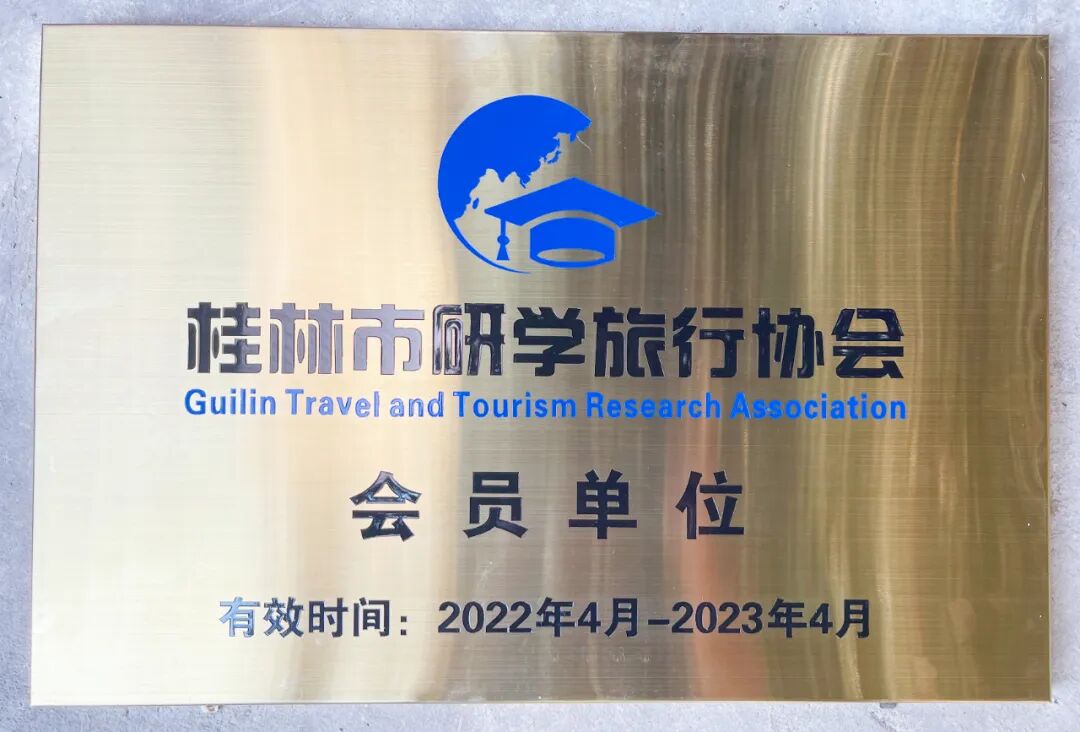 桂林市研学旅行协会
Guilin Travel and Tourism Research Association
会员单位
有效时间：2022年4月-2023年4月